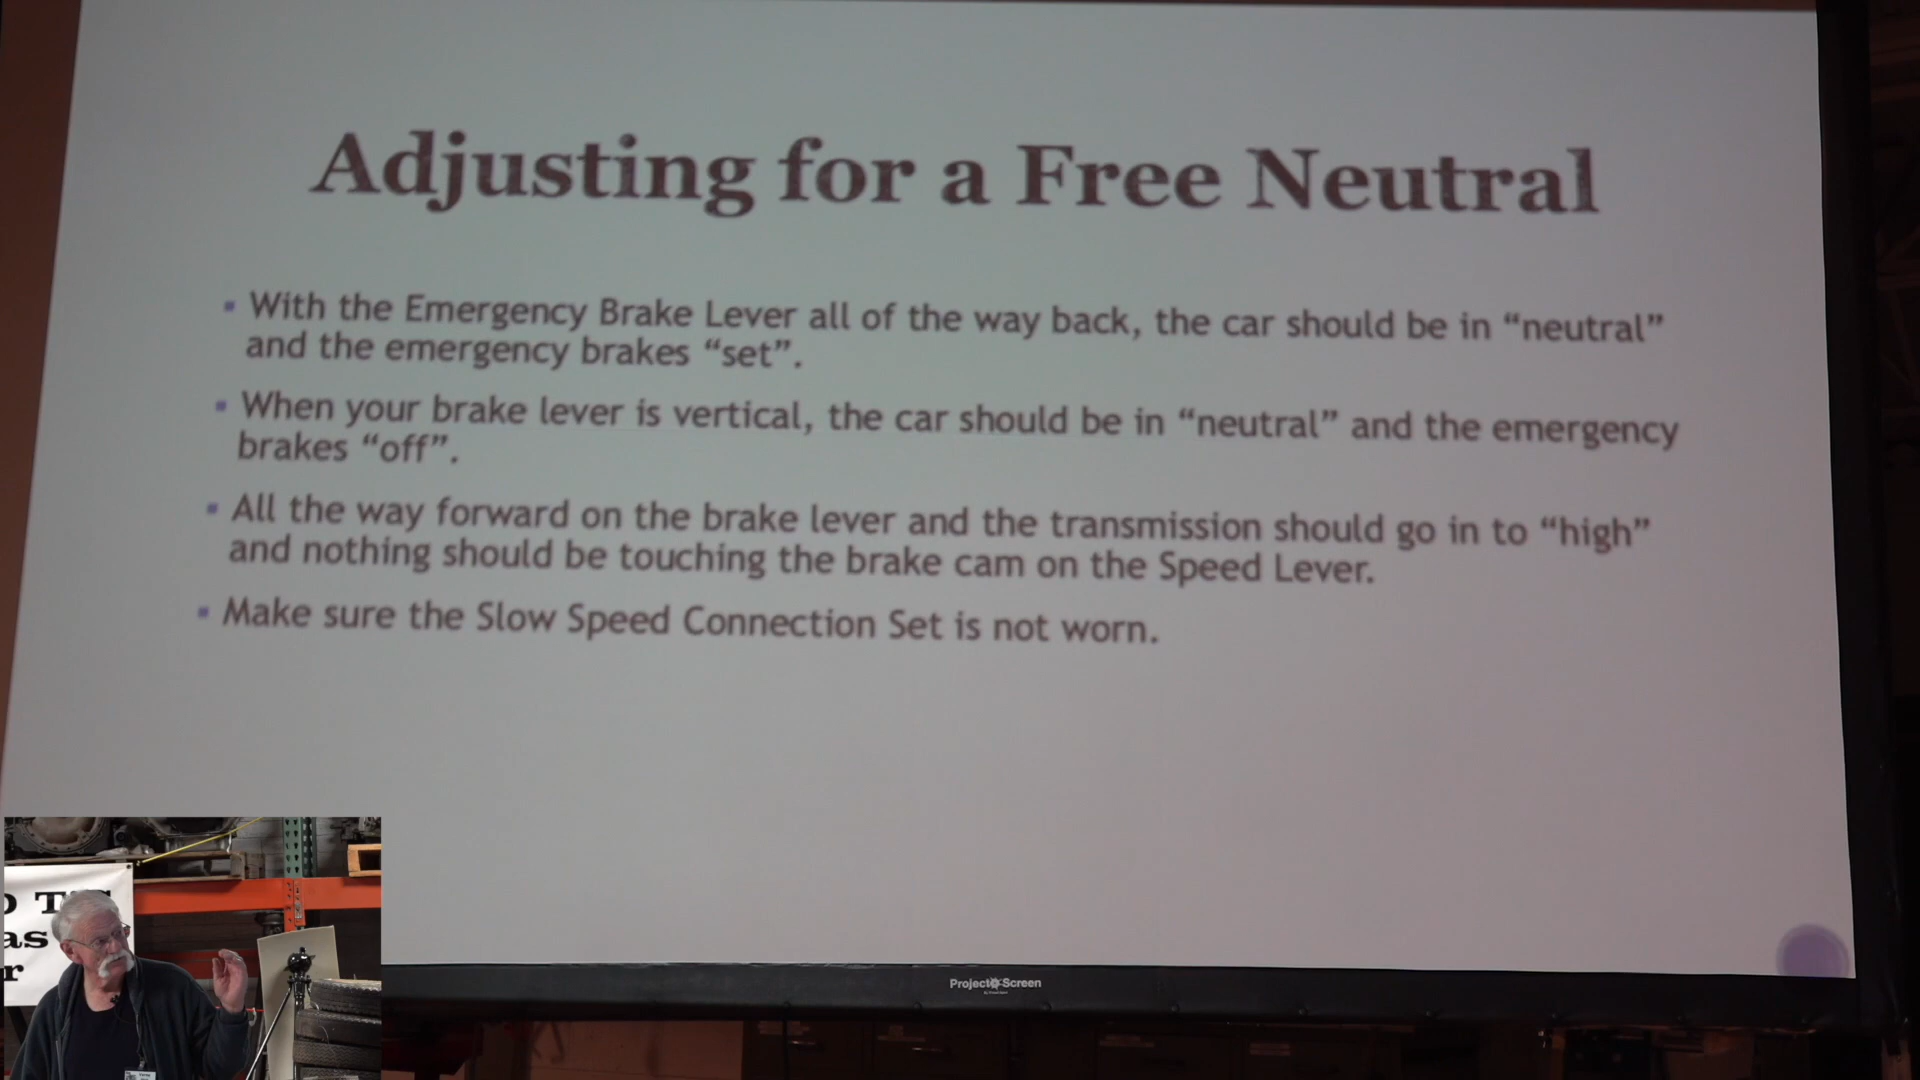 Adjusting for a Free Neutral
▪ With the Emergency Brake Lever all of the way back, the car should be in “neutral”
and the emergency brakes “set”.
▪ When your brake lever is vertical, the car should be in “neutral” and the emergency
brakes “off”.
▪ All the way forward on the brake lever and the transmission should go in to “high”
and nothing should be touching the brake cam on the Speed Lever.
▪ Make sure the Slow Speed Connection Set is not worn.
Project Screen
as
r